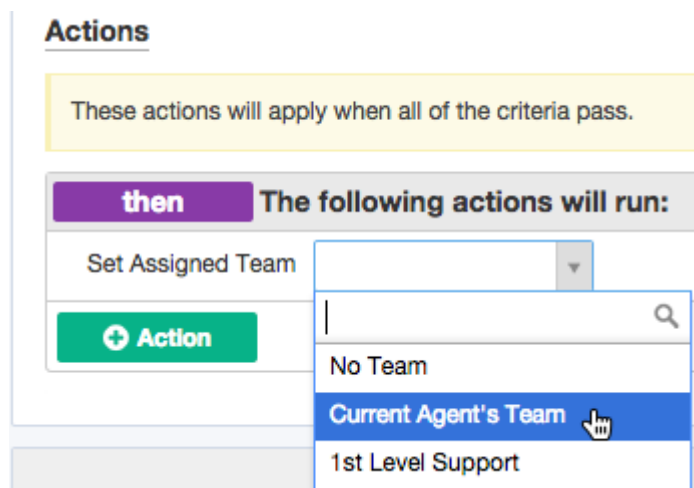 Actions
These actions will apply when all of the criteria pass.
then The following actions will run:
Set Assigned Team
Action
No Team
Current Agent's Team
1st Level Support